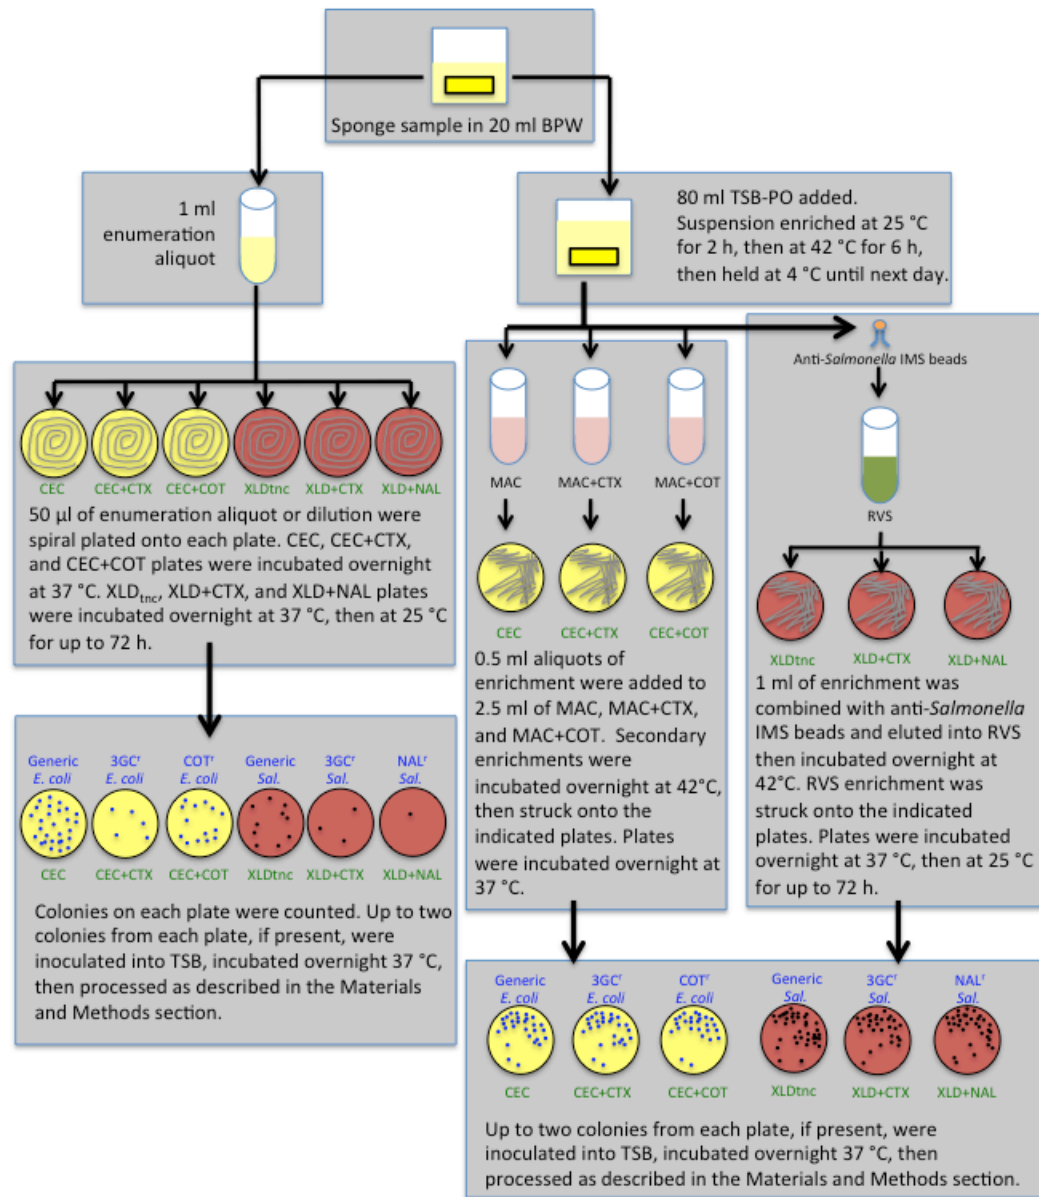 Sponge sample in 20 ml BPW
1 ml
enumeration
aliquot
80 ml TSB-PO added.
Suspension enriched at 25 °C
for 2 h, then at 42 °C for 6 h,
then held at 4 °C until next day.
CEC CEC+CTX CEC+COT XLDtnc XLD+CTX XLD+NAL
50 µl of enumeration aliquot or dilution were
spiral plated onto each plate. CEC, CEC+CTX,
and CEC+COT plates were incubated overnight
at 37 °C. XLDtnc, XLD+CTX, and XLD+NAL plates
were incubated overnight at 37 °C, then at 25 °C
for up to 72 h.
Generic 3GCr COTr Generic 3GCr NALr
E. coli E. coli E. coli Sal. Sal. Sal.
CEC CEC+CTX CEC+COT XLDtnc XLD+CTX XLD+NAL
Colonies on each plate were counted. Up to two
colonies from each plate, if present, were
inoculated into TSB, incubated overnight 37 °C,
then processed as described in the Materials
and Methods section.
MAC MAC+CTX MAC+COT
CEC CEC+CTX CEC+COT
0.5 ml aliquots of
enrichment were added to
2.5 ml of MAC, MAC+CTX,
and MAC+COT. Secondary
enrichments were
incubated overnight at 42°C,
then struck onto the
indicated plates. Plates
were incubated overnight at
37 °C.
Anti-Salmonella IMS beads
RVS
XLDtnc XLD+CTX XLD+NAL
1 ml of enrichment was
combined with anti-Salmonella
IMS beads and eluted into RVS
then incubated overnight at
42°C. RVS enrichment was
struck onto the indicated
plates. Plates were incubated
overnight at 37 °C, then at 25 °C
for up to 72 h.
Generic 3GCr COTr Generic 3GCr NALr
E. coli E. coli E. coli Sal. Sal. Sal.
CEC CEC+CTX CEC+COT XLDtnc XLD+CTX XLD+NAL
Up to two colonies from each plate, if present, were
inoculated into TSB, incubated overnight 37 °C, then
processed as described in the Materials and Methods section.